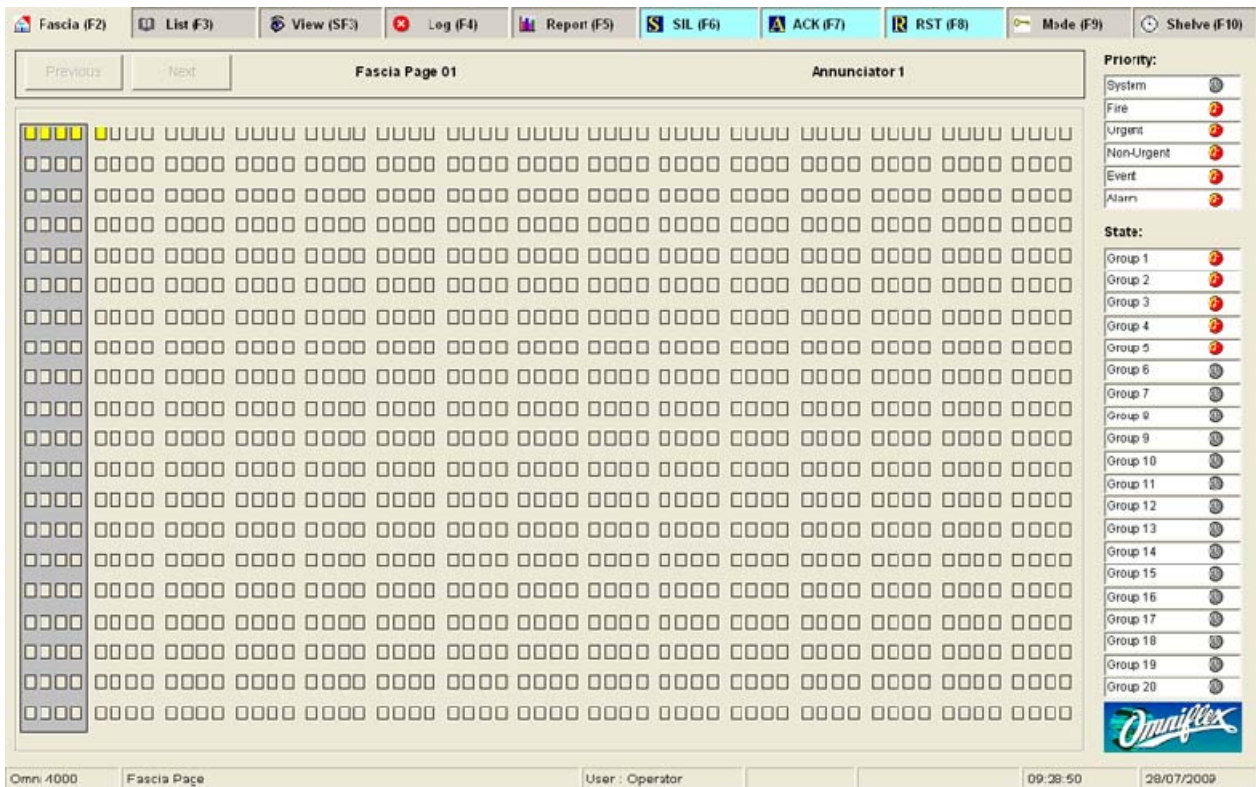 Fascia (F2) List (F3) View (SF3) Log (F4) Report (F5) S SIL (F6) A ACK (F7) R RST (F8) Mode (F9) Shelve (F10)
Previous Next Fascia Page 01 Annunciator 1
Priority:
System
Fire
Urgent
Non-Urgent
Event
Alarm
State:
Group 1
Group 2
Group 3
Group 4
Group 5
Group 6
Group 7
Group 8
Group 9
Group 10
Group 11
Group 12
Group 13
Group 14
Group 15
Group 16
Group 17
Group 18
Group 19
Group 20
Omniflex
Omni 4000 Fascia Page User : Operator 09:28:50 28/07/2009